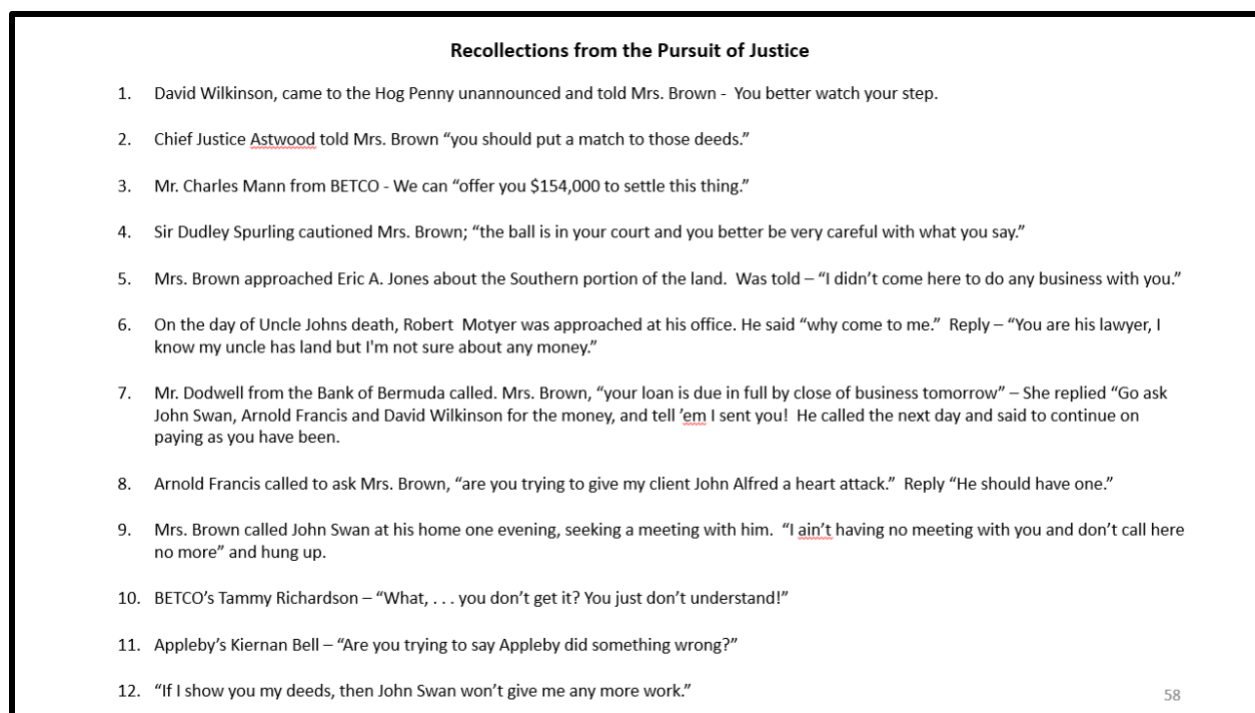 Recollections from the Pursuit of Justice
1. David Wilkinson, came to the Hog Penny unannounced and told Mrs. Brown - You better watch your step.
2. Chief Justice Astwood told Mrs. Brown “you should put a match to those deeds.”
3. Mr. Charles Mann from BETCO - We can “offer you $154,000 to settle this thing.”
4. Sir Dudley Spurling cautioned Mrs. Brown; “the ball is in your court and you better be very careful with what you say.”
5. Mrs. Brown approached Eric A. Jones about the Southern portion of the land. Was told – “I didn’t come here to do any business with you.”
6. On the day of Uncle Johns death, Robert Motyer was approached at his office. He said “why come to me.” Reply – “You are his lawyer, I
know my uncle has land but I'm not sure about any money.”
7. Mr. Dodwell from the Bank of Bermuda called. Mrs. Brown, “your loan is due in full by close of business tomorrow” – She replied “Go ask
John Swan, Arnold Francis and David Wilkinson for the money, and tell ’em I sent you! He called the next day and said to continue on
paying as you have been.
8. Arnold Francis called to ask Mrs. Brown, “are you trying to give my client John Alfred a heart attack.” Reply “He should have one.”
9. Mrs. Brown called John Swan at his home one evening, seeking a meeting with him. “I ain’t having no meeting with you and don’t call here
no more” and hung up.
10. BETCO’s Tammy Richardson – “What, . . . you don’t get it? You just don’t understand!”
11. Appleby’s Kiernan Bell – “Are you trying to say Appleby did something wrong?”
12. “If I show you my deeds, then John Swan won’t give me any more work.”
58